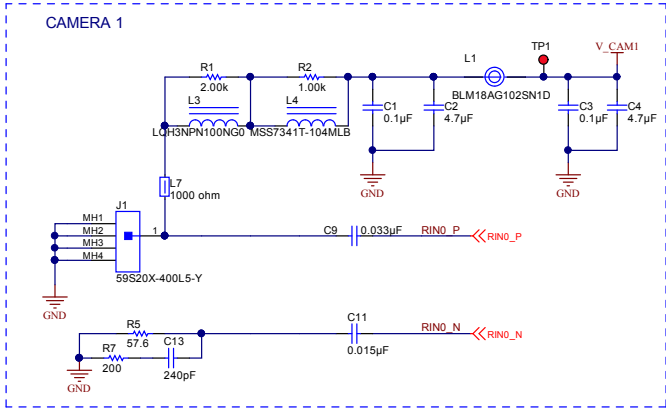 CAMERA 1
TP1
V_CAM1
R1
2.00k
R2
1.00k
L1
BLM18AG102SN1D
L3
LQH3NPN100NG0
L4
MSS7341T-104MLB
C1
0.1µF
C2
4.7µF
C3
0.1µF
C4
4.7µF
GND
GND
L7
1000 ohm
J1
MH1
MH2
MH3
MH4
1
59S20X-400L5-Y
GND
C9
0.033µF
RIN0_P
RIN0_P
R5
57.6
R7
200
C13
240pF
GND
C11
0.015µF
RIN0_N
RIN0_N